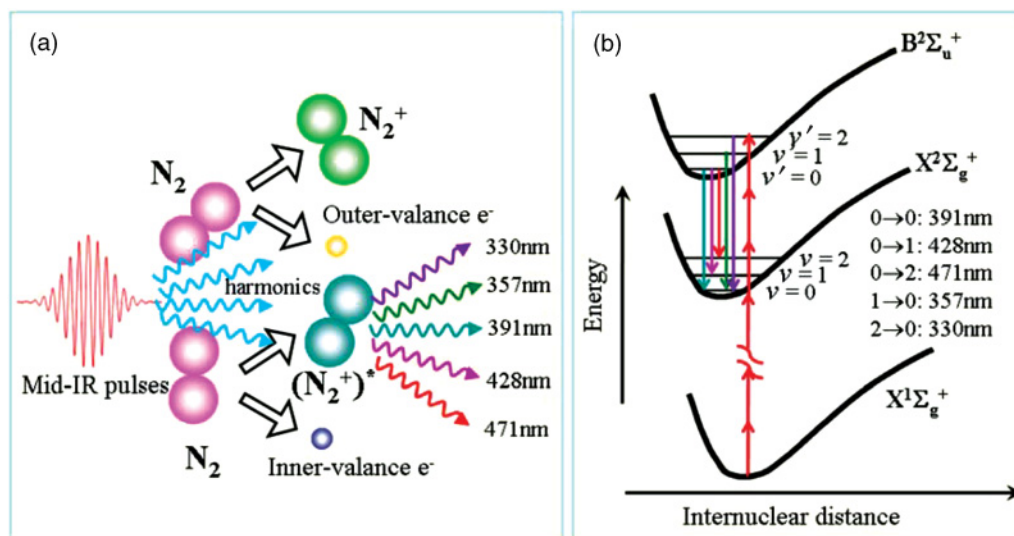 (a)
N₂⁺
N₂
Outer-valance e⁻
330nm
harmonics
357nm
391nm
Mid-IR pulses
(N₂⁺)*
428nm
471nm
N₂
Inner-valance e⁻
(b)
B²Σᵤ⁺
v' = 2
v' = 1
v' = 0
X²Σg⁺
0→0: 391nm
0→1: 428nm
0→2: 471nm
1→0: 357nm
2→0: 330nm
v = 2
v = 1
v = 0
Energy
X¹Σg⁺
Internuclear distance